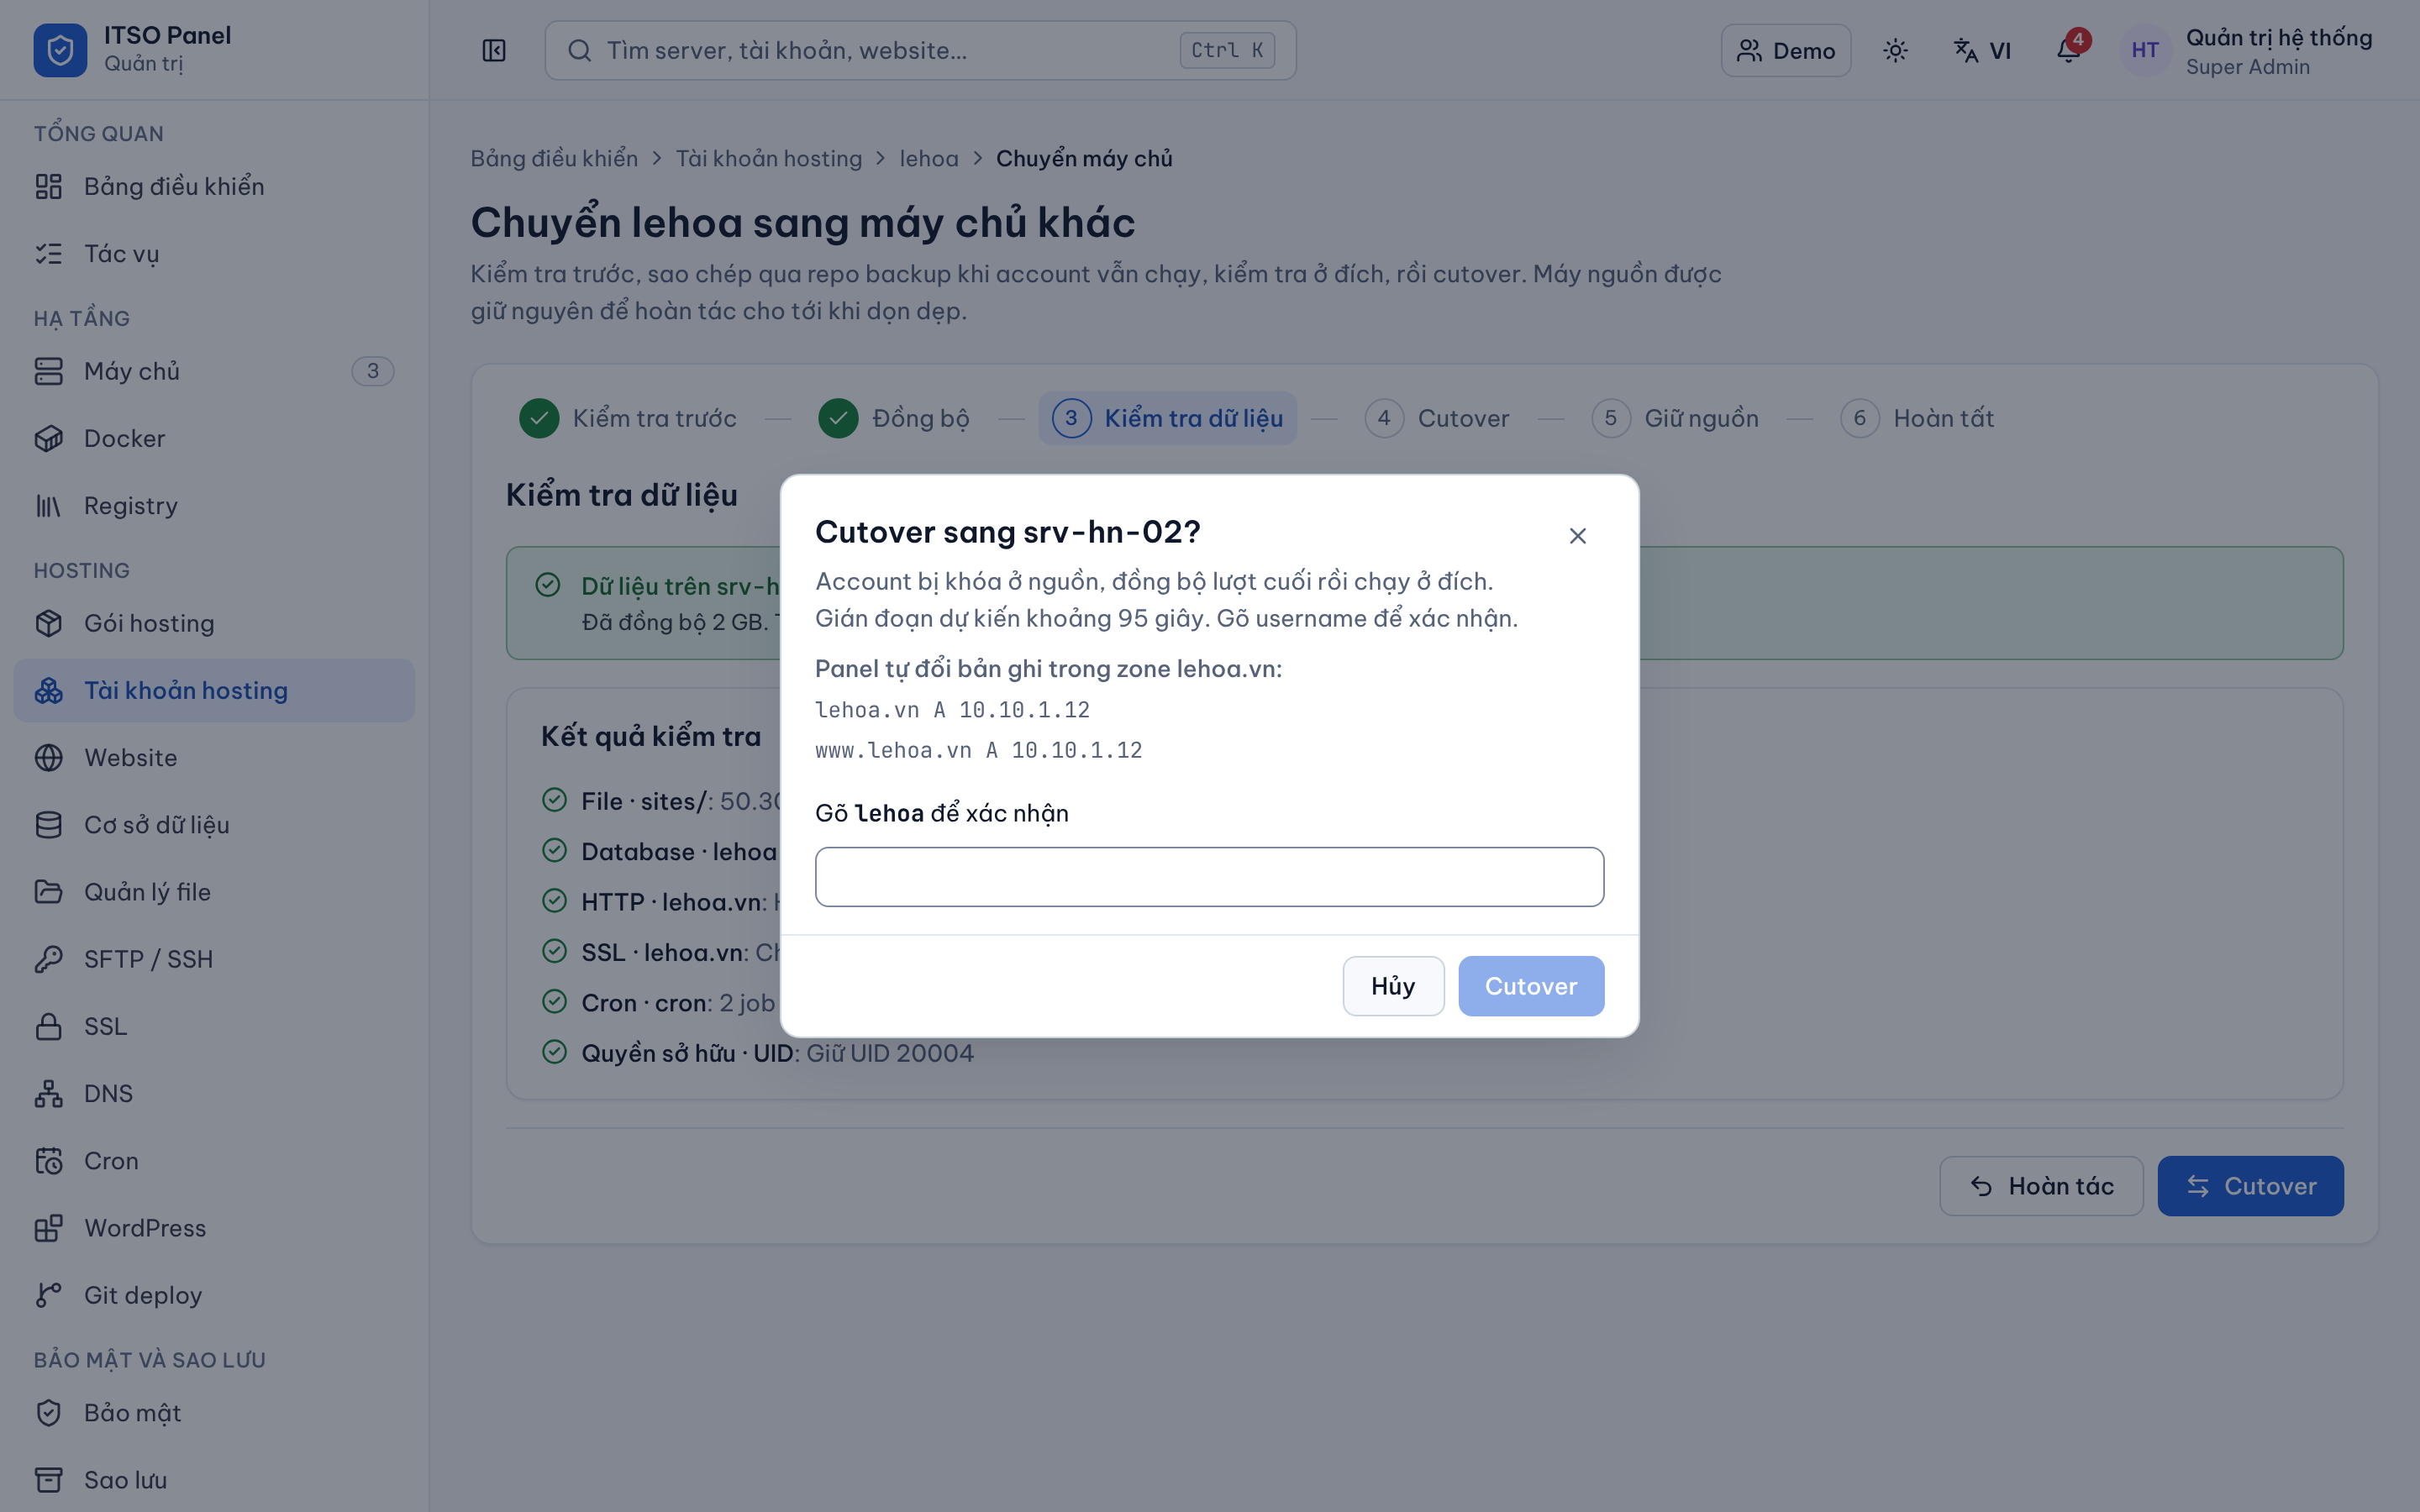 ITSO Panel
Quản trị
Tìm server, tài khoản, website...
Ctrl K
Demo
VI
4
HT
Quản trị hệ thống
Super Admin
TỔNG QUAN
Bảng điều khiển
Tác vụ
HẠ TẦNG
Máy chủ
3
Docker
Registry
HOSTING
Gói hosting
Tài khoản hosting
Website
Cơ sở dữ liệu
Quản lý file
SFTP / SSH
SSL
DNS
Cron
WordPress
Git deploy
BẢO MẬT VÀ SAO LƯU
Bảo mật
Sao lưu
Bảng điều khiển > Tài khoản hosting > lehoa > Chuyển máy chủ
Chuyển lehoa sang máy chủ khác
Kiểm tra trước, sao chép qua repo backup khi account vẫn chạy, kiểm tra ở đích, rồi cutover. Máy nguồn được
giữ nguyên để hoàn tác cho tới khi dọn dẹp.
Kiểm tra trước
Đồng bộ
3 Kiểm tra dữ liệu
4 Cutover
5 Giữ nguồn
6 Hoàn tất
Kiểm tra dữ liệu
Dữ liệu trên
Đã đồng bộ 2 GB.
Kết quả kiểm tra
File · sites/:
Database · lehoa
HTTP · lehoa.vn:
SSL · lehoa.vn:
Cron · cron: 2 job
Quyền sở hữu · UID: Giữ UID 20004
Hoàn tác
Cutover
Cutover sang srv-hn-02?
Account bị khóa ở nguồn, đồng bộ lượt cuối rồi chạy ở đích.
Gián đoạn dự kiến khoảng 95 giây. Gõ username để xác nhận.
Panel tự đổi bản ghi trong zone lehoa.vn:
lehoa.vn A 10.10.1.12
www.lehoa.vn A 10.10.1.12
Gõ lehoa để xác nhận
Hủy
Cutover